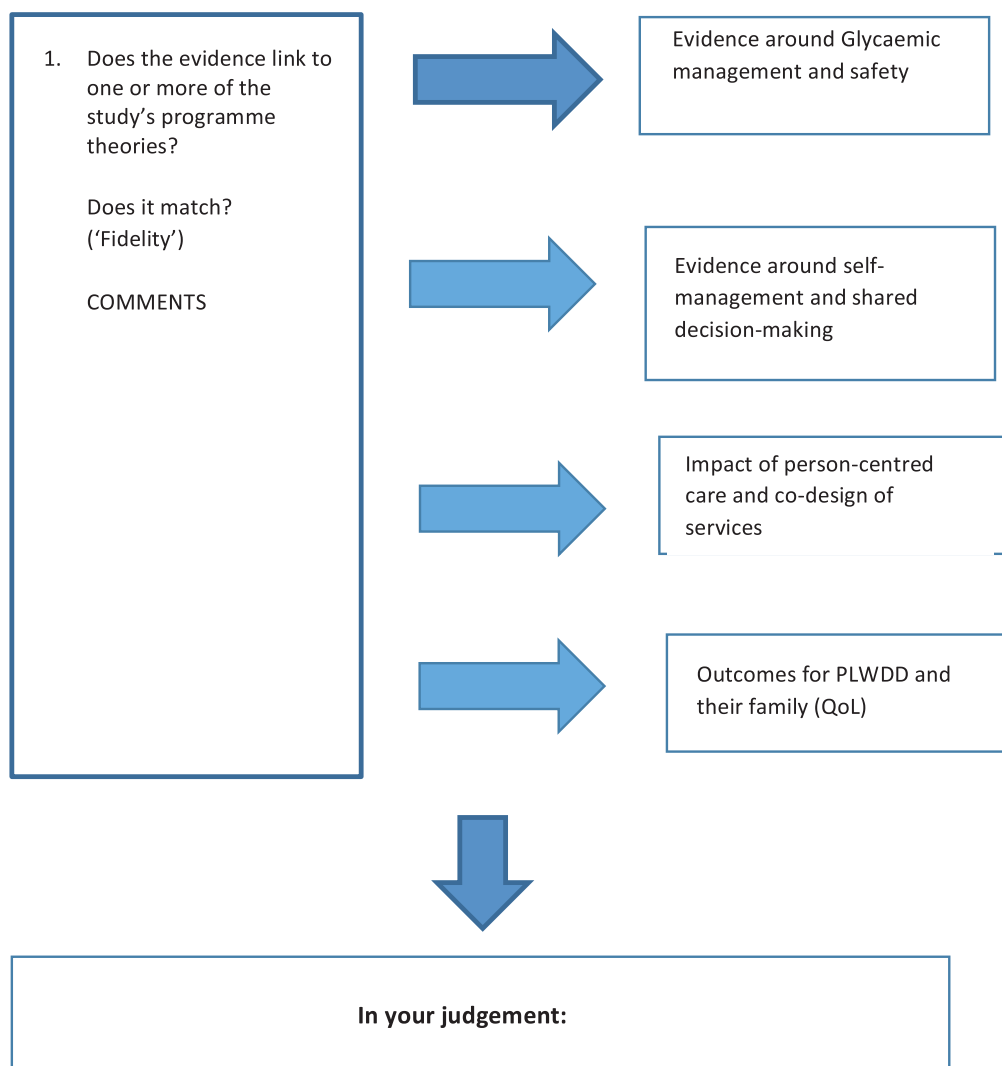 1. Does the evidence link to
one or more of the
study’s programme
theories?
Does it match?
(‘Fidelity’)
COMMENTS
Evidence around Glycaemic
management and safety
Evidence around self-
management and shared
decision-making
Impact of person-centred
care and co-design of
services
Outcomes for PLWDD and
their family (QoL)
In your judgement: